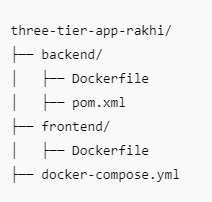 three-tier-app-rakhi/
├── backend/
│   ├── Dockerfile
│   ├── pom.xml
├── frontend/
│   ├── Dockerfile
├── docker-compose.yml